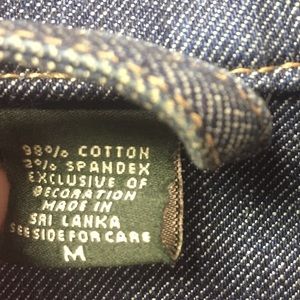 98% COTTON
2% SPANDEX
EXCLUSIVE OF
DECORATION
MADE IN
SRI LANKA
SEE SIDE FOR CARE
M